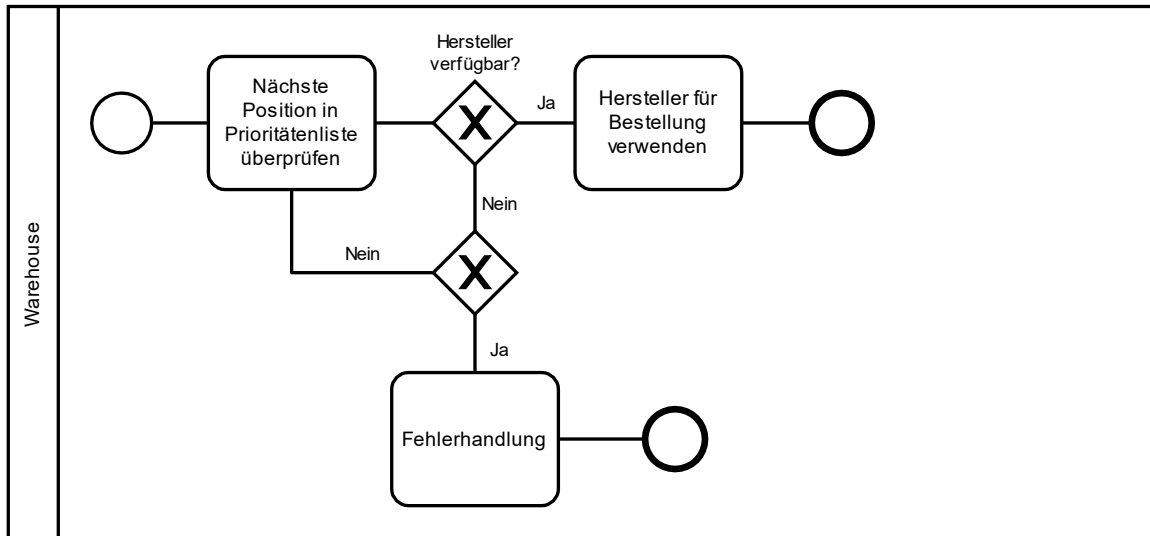 Hersteller
verfügbar?
Nächste
Position in
Prioritätenliste
überprüfen
Ja
Hersteller für
Bestellung
verwenden
Nein
Nein
Ja
Fehlerhandlung
Warehouse